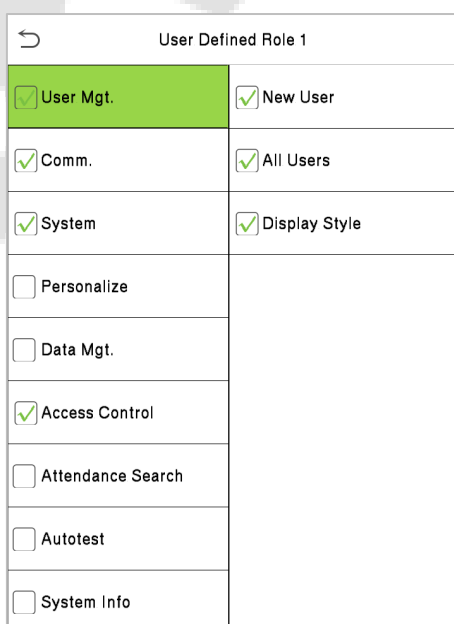 User Defined Role 1
User Mgt.
New User
Comm.
All Users
System
Display Style
Personalize
Data Mgt.
Access Control
Attendance Search
Autotest
System Info